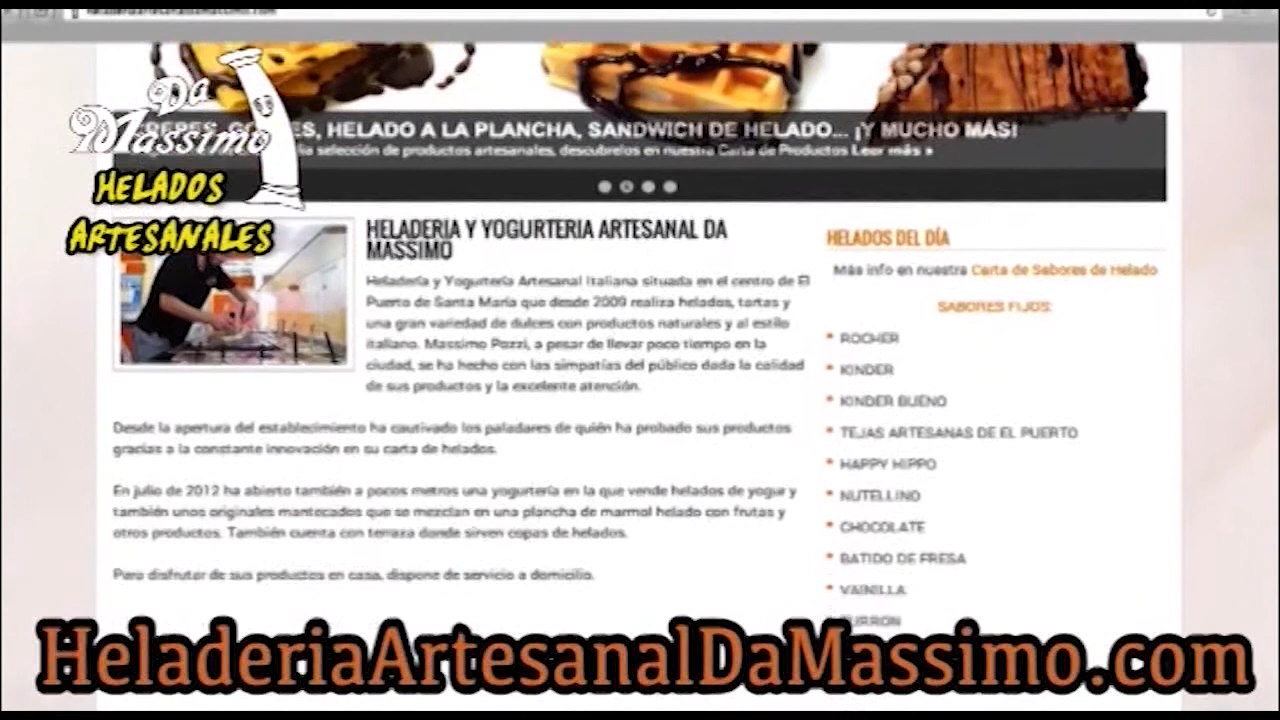 Da
Massimo
HELADOS
ARTESANALES
HELADO A LA PLANCHA, SANDWICH DE HELADO... ¡Y MUCHO MÁS!
selección de productos artesanales, descubrelos en nuestra Carta de Productos Leer más »
HELADERIA Y YOGURTERIA ARTESANAL DA
MASSIMO
Heladería y Yogurtería Artesanal Italiana situada en el centro de El
Puerto de Santa María que desde 2009 realiza helados, tartas y
una gran variedad de dulces con productos naturales y al estilo
italiano. Massimo Pozzi, a pesar de llevar poco tiempo en la
ciudad, se ha hecho con las simpatías del público dada la calidad
de sus productos y la excelente atención.
Desde la apertura del establecimiento ha cautivado los paladares de quién ha probado sus productos
gracias a la constante innovación en su carta de helados.
En julio de 2012 ha abierto también a pocos metros una yogurtería en la que vende helados de yogur y
también unos originales mantecados que se mezclan en una plancha de marmol helado con frutas y
otros productos. También cuenta con terraza donde sirven copas de helados.
Para disfrutar de sus productos en casa, dispone de servicio a domicilio.
HELADOS DEL DÍA
Más info en nuestra Carta de Sabores de Helado
SABORES FIJOS:
ROCHER
KINDER
KINDER BUENO
TEJAS ARTESANAS DE EL PUERTO
HAPPY HIPPO
NUTELLINO
CHOCOLATE
BATIDO DE FRESA
VAINILLA
TURRON
HeladeriaArtesanalDaMassimo.com